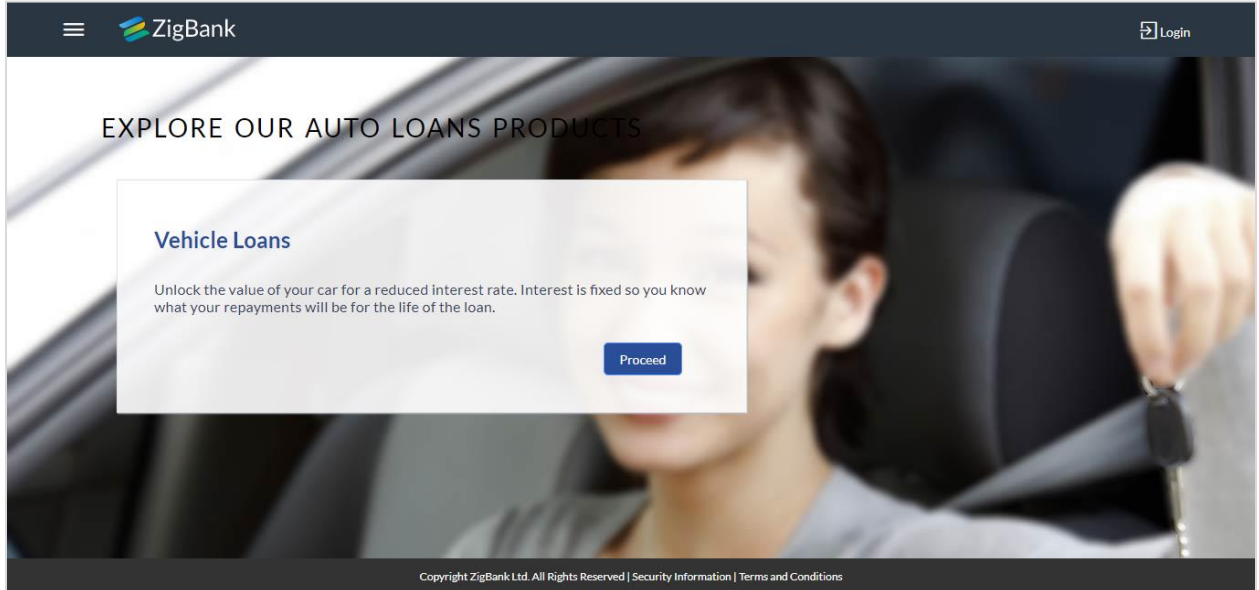 ZigBank
Login
EXPLORE OUR AUTO LOANS PRODUCTS
Vehicle Loans
Unlock the value of your car for a reduced interest rate. Interest is fixed so you know
what your repayments will be for the life of the loan.
Proceed
Copyright ZigBank Ltd. All Rights Reserved | Security Information | Terms and Conditions